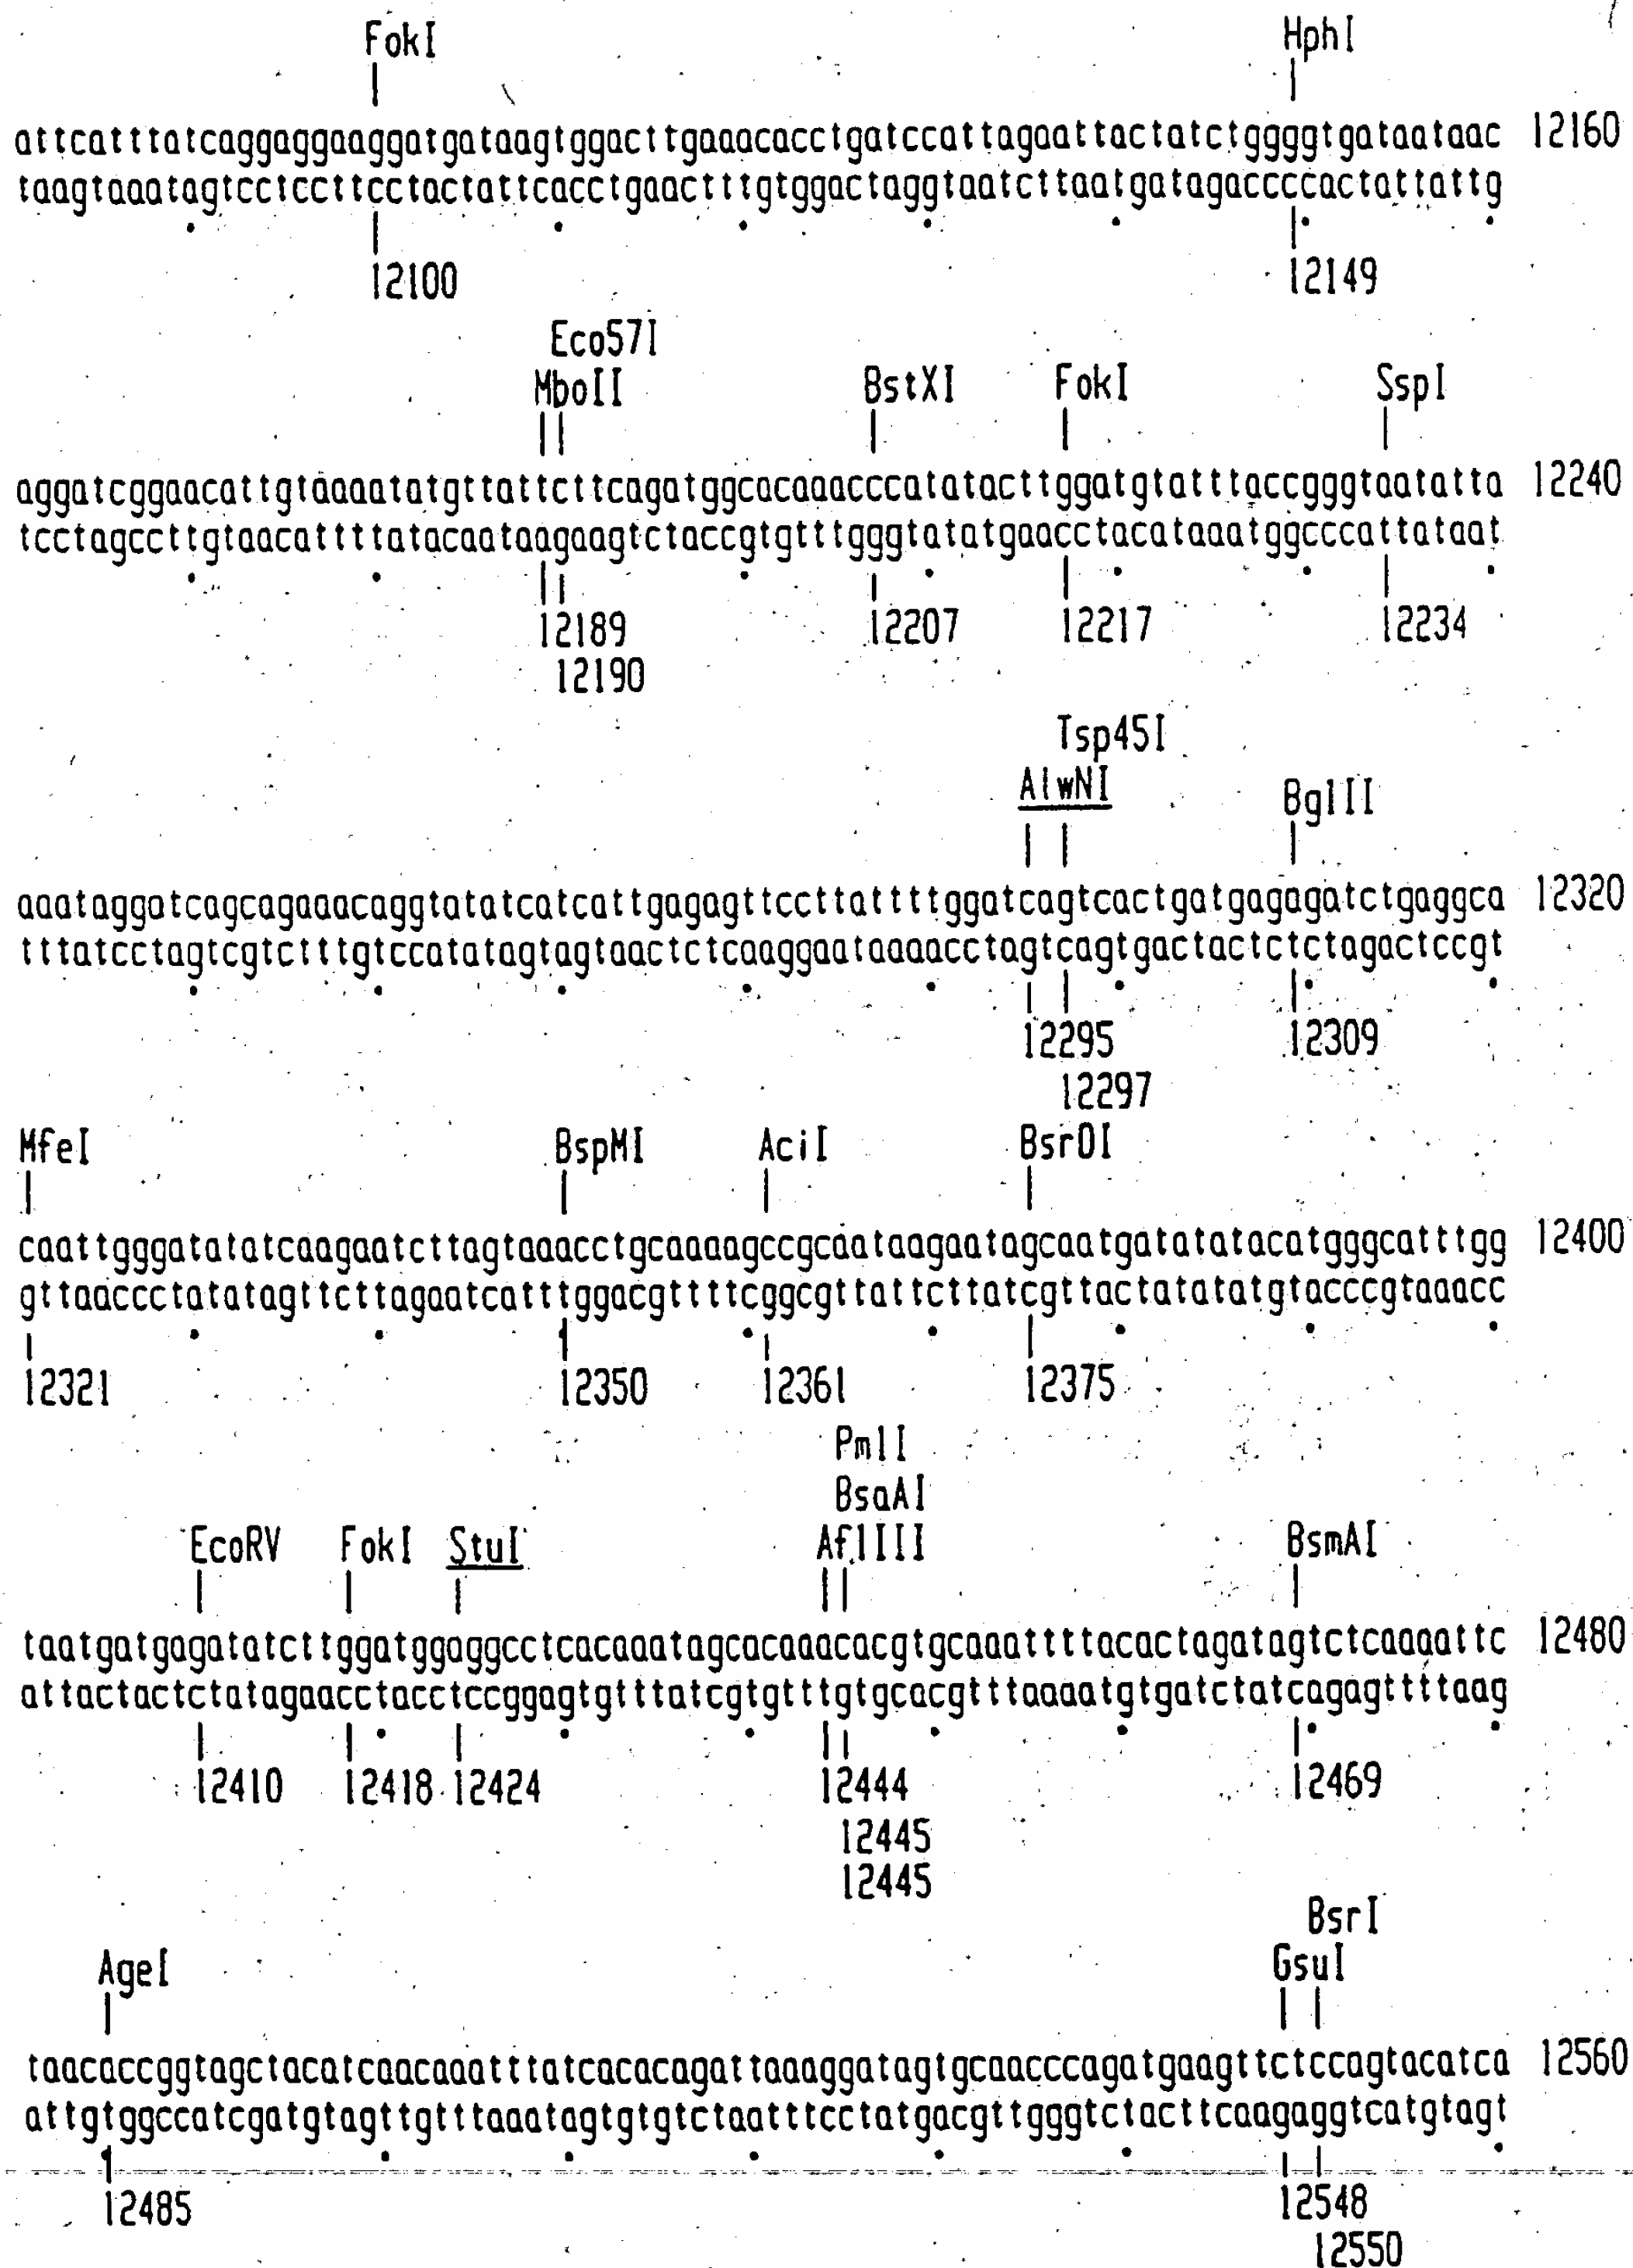 FokI HphI
attcatttatcaggaggaaggatgataagtggacttgaaacacctgatccattagaattactatctggggtgataataac 12160
taagtaaatagtcctccttcctactattcacctgaactttgtggactaggtaatcttaatgatagaccccactattattg
12100 12149
Eco57I
MboII BstXI FokI SspI
aggatcggaacattgtaaaatatgttattcttcagatggcacaaacccatatacttggatgtatttaccgggtaatatta 12240
tcctagccttgtaacattttatacaataagaagtctaccgtgtttgggtatatgaacctacataaatggcccattataat
12189 12207 12217 12234
12190
Tsp45I
AlwNI BglII
aaataggatcagcagaaacaggtatatcatcattgagagttccttattttggatcagtcactgatgagagatctgaggca 12320
tttatcctagtcgtctttgtccatatagtagtaactctcaaggaataaaacctagtcagtgactactctctagactccgt
12295 12309
12297
MfeI BspMI AciI BsrDI
caattgggatatatcaagaatcttagtaaacctgcaaaagccgcaataagaatagcaatgatatatacatgggcatttgg 12400
gttaaccctatatagttcttagaatcatttggacgttttcggcgttattcttatcgttactatatatgtacccgtaaacc
12321 12350 12361 12375
PmlI
BsaAI
EcoRV FokI StuI AflIII BsmAI
taatgatgagatatcttggatggaggcctcacaaatagcacaaacacgtgcaaattttacactagatagtctcaaaattc 12480
attactactctatagaacctacctccggagtgtttatcgtgtttgtgcacgtttaaaatgtgatctatcagagttttaag
12410 12418 12424 12444 12469
12445
12445
BsrI
AgeI GsuI
taacaccggtagctacatcaacaaatttatcacacagattaaaggatagtgcaacccagatgaagttctccagtacatca 12560
attgtggccatcgatgtagttgtttaaatagtgtgtctaatttcctatgacgttgggtctacttcaagaggtcatgtagt
12485 12548
12550